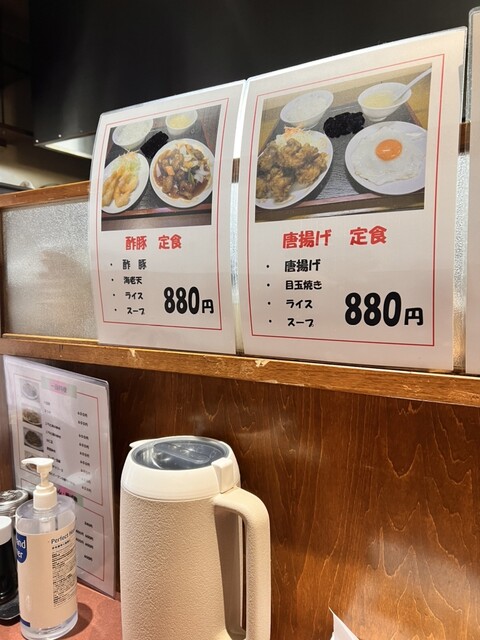 酢豚 定食
・ 酢 豚
・ 海老天
・ ライス
・ スープ
880円
唐揚げ 定食
・ 唐揚げ
・ 目玉焼き
・ ライス
・ スープ
880円
Perfect